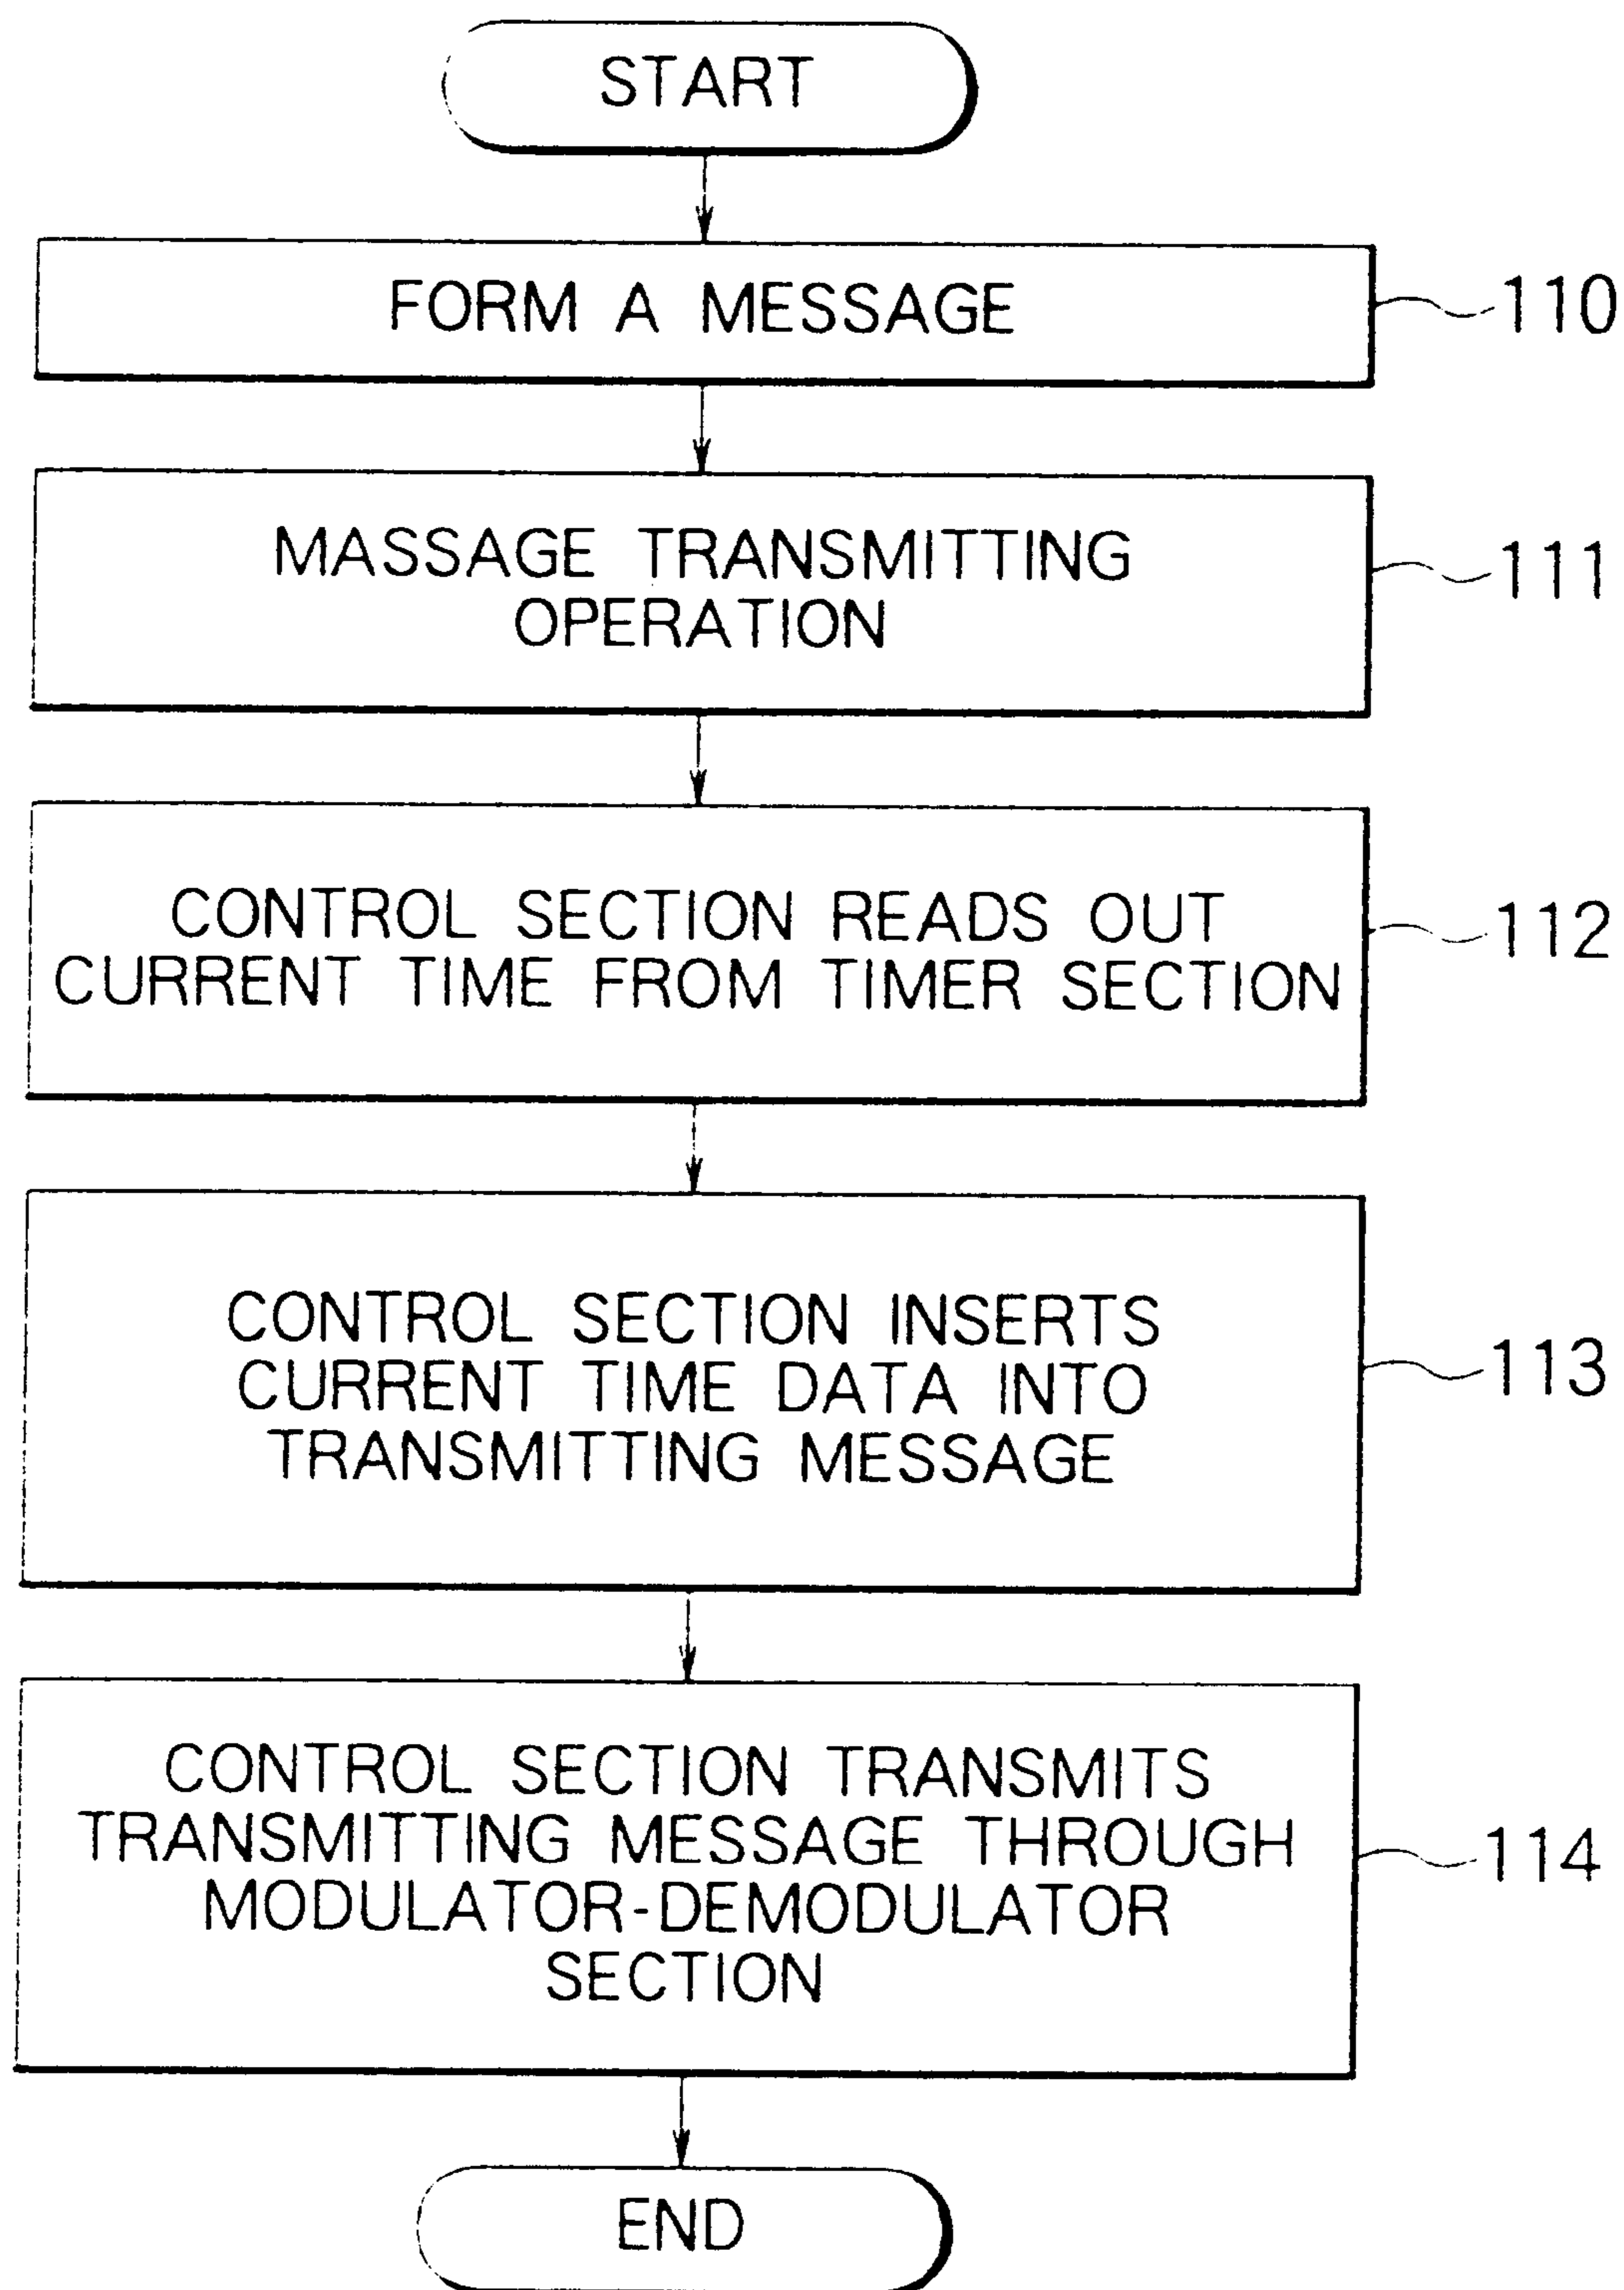 START
FORM A MESSAGE
110
MASSAGE TRANSMITTING
OPERATION
111
CONTROL SECTION READS OUT
CURRENT TIME FROM TIMER SECTION
112
CONTROL SECTION INSERTS
CURRENT TIME DATA INTO
TRANSMITTING MESSAGE
113
CONTROL SECTION TRANSMITS
TRANSMITTING MESSAGE THROUGH
MODULATOR-DEMODULATOR
SECTION
114
END